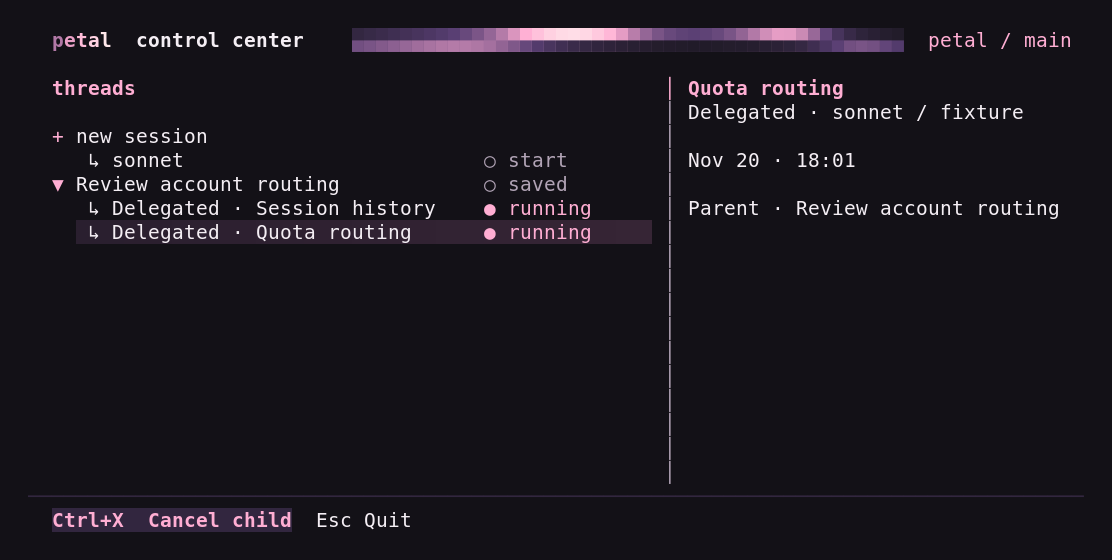 petal  control center  petal / main
threads
+ new session
↳ sonnet  ○ start
▼ Review account routing  ○ saved
↳ Delegated · Session history  ● running
↳ Delegated · Quota routing  ● running
Quota routing
Delegated · sonnet / fixture
Nov 20 · 18:01
Parent · Review account routing
Ctrl+X  Cancel child  Esc Quit